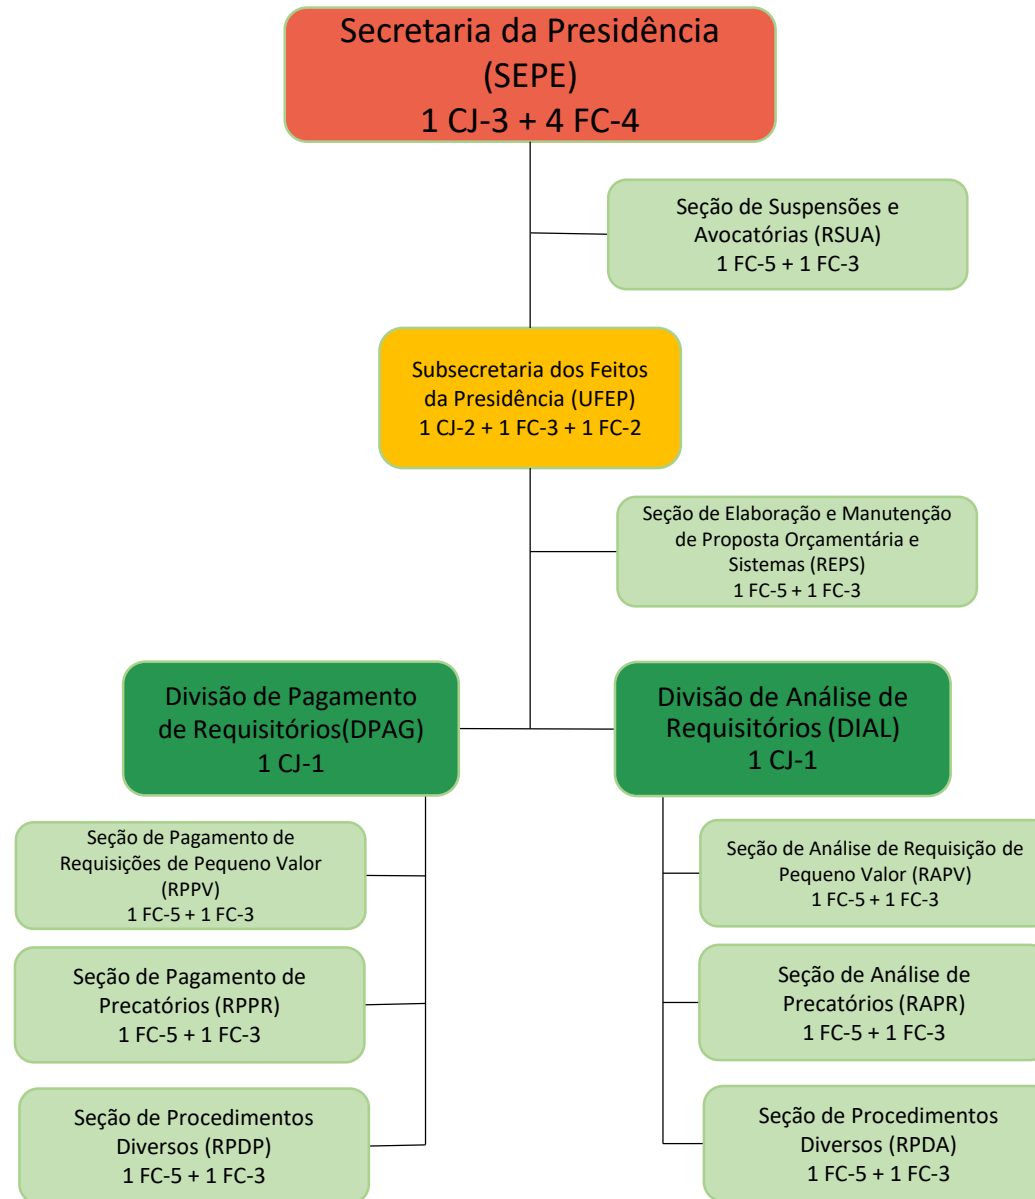 Secretaria da Presidência
(SEPE)
1 CJ-3 + 4 FC-4
Seção de Suspensões e
Avocatórias (RSUA)
1 FC-5 + 1 FC-3
Subsecretaria dos Feitos
da Presidência (UFEP)
1 CJ-2 + 1 FC-3 + 1 FC-2
Seção de Elaboração e Manutenção
de Proposta Orçamentária e
Sistemas (REPS)
1 FC-5 + 1 FC-3
Divisão de Pagamento
de Requisitórios(DPAG)
1 CJ-1
Divisão de Análise de
Requisitórios (DIAL)
1 CJ-1
Seção de Pagamento de
Requisições de Pequeno Valor
(RPPV)
1 FC-5 + 1 FC-3
Seção de Análise de Requisição de
Pequeno Valor (RAPV)
1 FC-5 + 1 FC-3
Seção de Pagamento de
Precatórios (RPPR)
1 FC-5 + 1 FC-3
Seção de Análise de
Precatórios (RAPR)
1 FC-5 + 1 FC-3
Seção de Procedimentos
Diversos (RPDP)
1 FC-5 + 1 FC-3
Seção de Procedimentos
Diversos (RPDA)
1 FC-5 + 1 FC-3